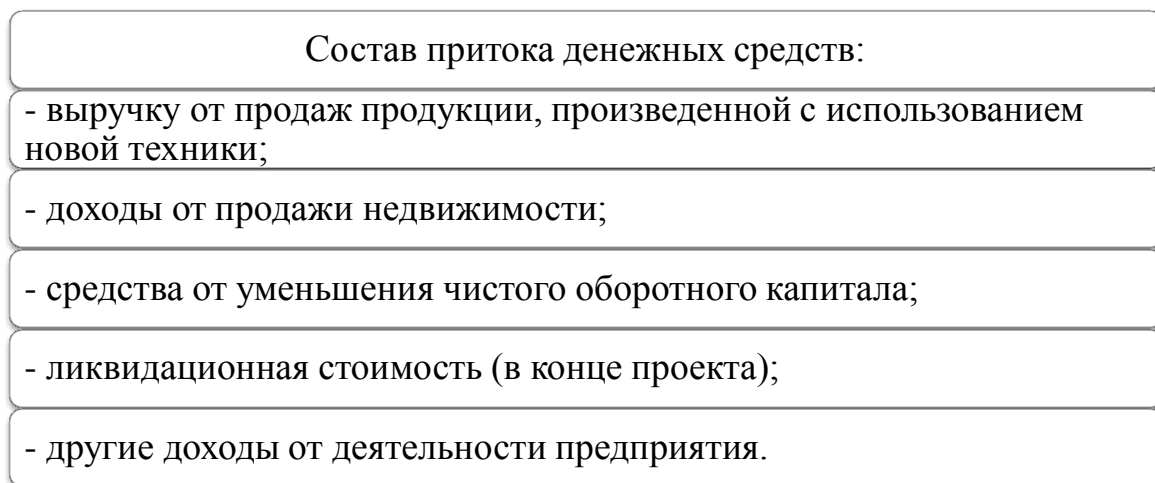 Состав притока денежных средств:
- выручку от продаж продукции, произведенной с использованием
новой техники;
- доходы от продажи недвижимости;
- средства от уменьшения чистого оборотного капитала;
- ликвидационная стоимость (в конце проекта);
- другие доходы от деятельности предприятия.